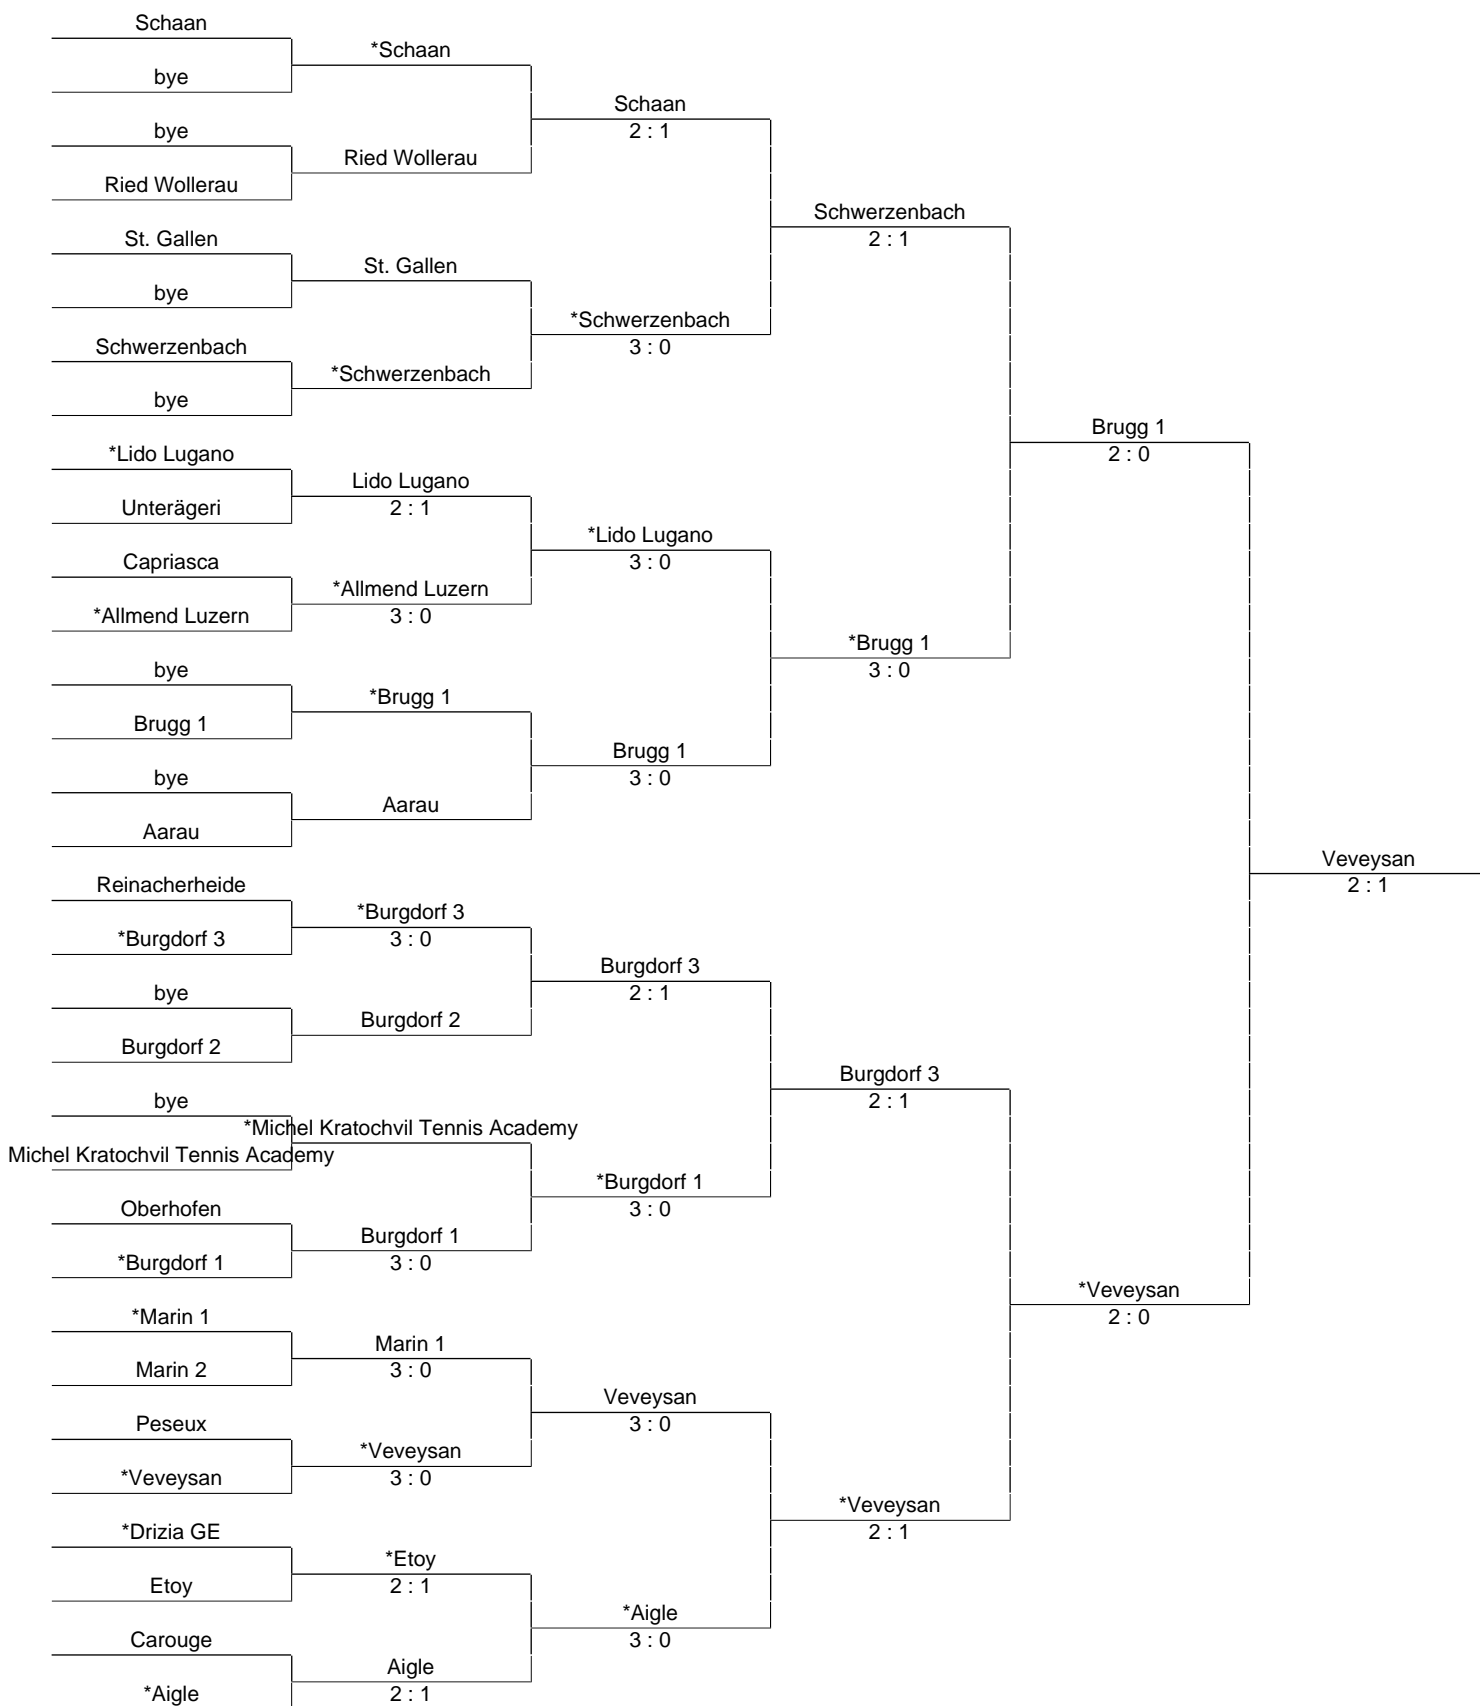 Schaan
*Schaan
bye
Schaan
2 : 1
bye
Ried Wollerau
Ried Wollerau
Schwerzenbach
2 : 1
St. Gallen
St. Gallen
bye
*Schwerzenbach
3 : 0
Schwerzenbach
*Schwerzenbach
bye
Brugg 1
2 : 0
*Lido Lugano
Lido Lugano
2 : 1
Unterägeri
*Lido Lugano
3 : 0
Capriasca
*Allmend Luzern
3 : 0
*Allmend Luzern
*Brugg 1
3 : 0
bye
*Brugg 1
Brugg 1
Brugg 1
3 : 0
bye
Aarau
Aarau
Veveysan
2 : 1
Reinacherheide
*Burgdorf 3
3 : 0
*Burgdorf 3
Burgdorf 3
2 : 1
bye
Burgdorf 2
Burgdorf 2
Burgdorf 3
2 : 1
bye
*Michel Kratochvil Tennis Academy
Michel Kratochvil Tennis Academy
*Burgdorf 1
3 : 0
Oberhofen
Burgdorf 1
3 : 0
*Burgdorf 1
*Veveysan
2 : 0
*Marin 1
Marin 1
3 : 0
Marin 2
Veveysan
3 : 0
Peseux
*Veveysan
3 : 0
*Veveysan
*Veveysan
2 : 1
*Drizia GE
*Etoy
2 : 1
Etoy
*Aigle
3 : 0
Carouge
Aigle
2 : 1
*Aigle